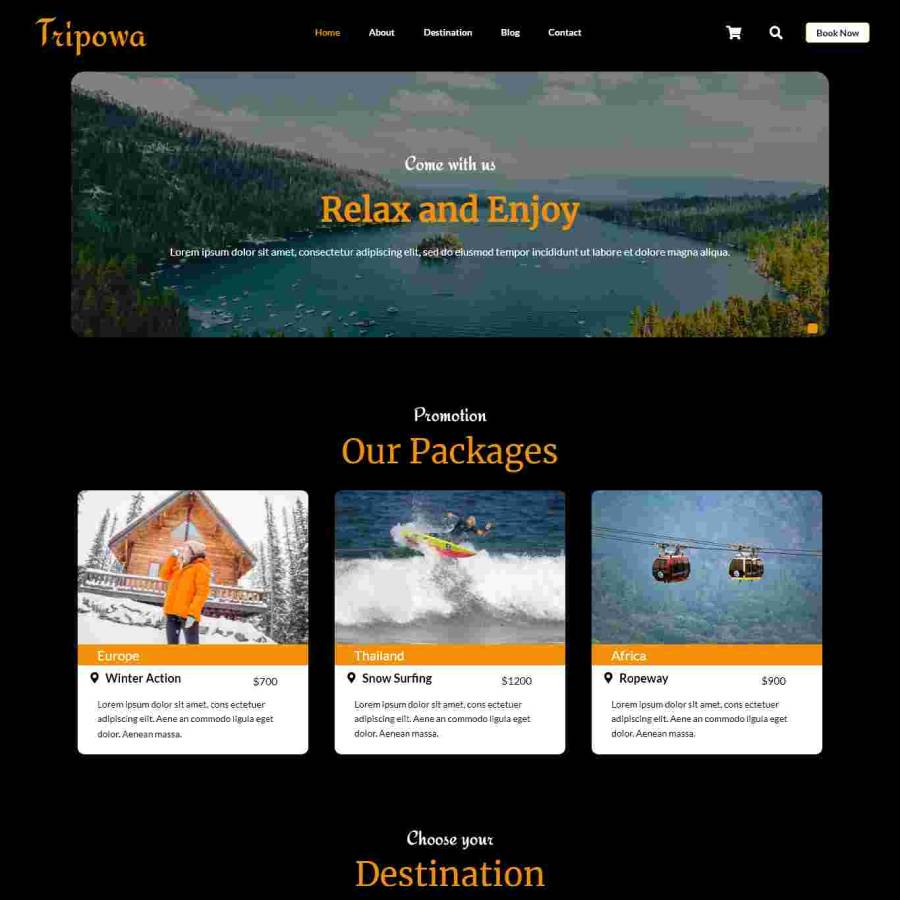 Tripowa
Home About Destination Blog Contact Book Now
Come with us
Relax and Enjoy
Lorem ipsum dolor sit amet, consectetur adipiscing elit, sed do eiusmod tempor incididunt ut labore et dolore magna aliqua.
Promotion
Our Packages
Europe
Winter Action $700
Lorem ipsum dolor sit amet, cons ectetuer
adipiscing elit. Aene an commodo ligula eget
dolor. Aenean massa.
Thailand
Snow Surfing $1200
Lorem ipsum dolor sit amet, cons ectetuer
adipiscing elit. Aene an commodo ligula eget
dolor. Aenean massa.
Africa
Ropeway $900
Lorem ipsum dolor sit amet, cons ectetuer
adipiscing elit. Aene an commodo ligula eget
dolor. Aenean massa.
Choose your
Destination